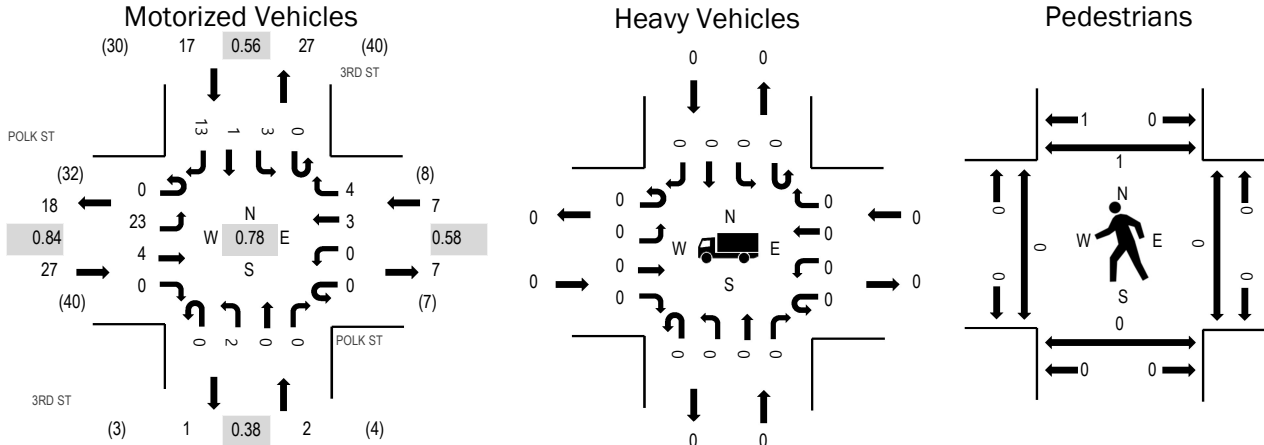 Motorized Vehicles
(30) 17 0.56 27 (40)
3RD ST
POLK ST
13 1 3 0
(32) 0 4 (8)
18 23 3 7
N
0.84 W 0.78 E 0.58
S
27 4 0 7
(40) 0 0 (7)
0 2 0 0
POLK ST
3RD ST
(3) 1 0.38 2 (4)
Heavy Vehicles
0 0
0 0 0 0
0 0
0 0 0 0
N
W E
S
0 0 0 0
0 0
0 0 0 0
0 0
Pedestrians
1 0
1
0 0
N
W E
0 0
S
0 0
0
0 0